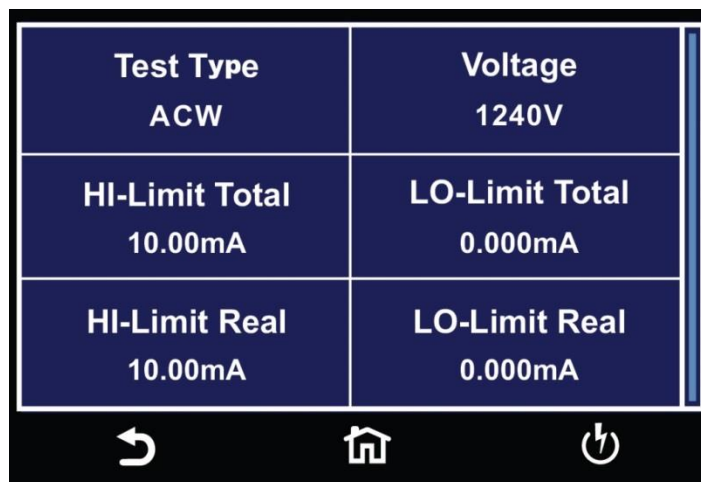 Test Type
Voltage
ACW
1240V
HI-Limit Total
LO-Limit Total
10.00mA
0.000mA
HI-Limit Real
LO-Limit Real
10.00mA
0.000mA